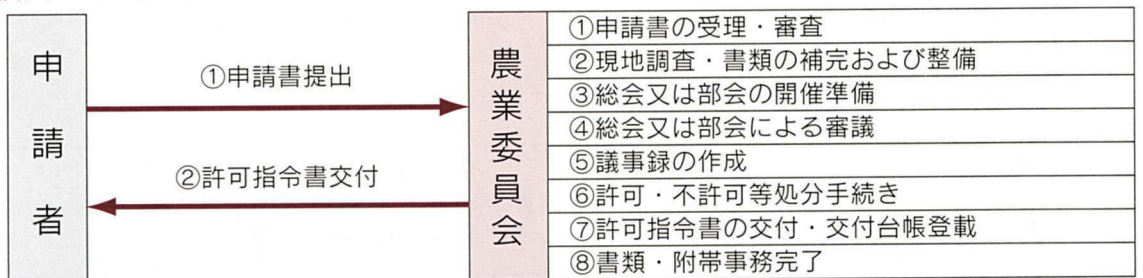 申請者
①申請書提出
②許可指令書交付
農業委員会
①申請書の受理・審査
②現地調査・書類の補完および整備
③総会又は部会の開催準備
④総会又は部会による審議
⑤議事録の作成
⑥許可・不許可等処分手続き
⑦許可指令書の交付・交付台帳登載
⑧書類・附帯事務完了